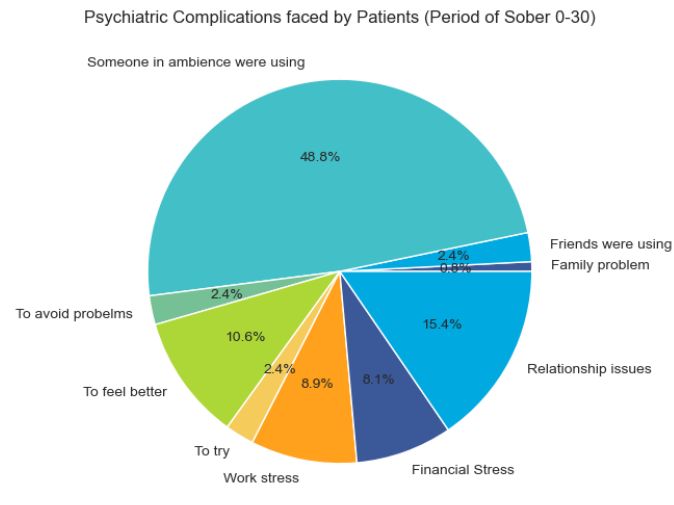 Psychiatric Complications faced by Patients (Period of Sober 0-30)
Someone in ambience were using
48.8%
Friends were using
2.4%
Family problem
0.8%
2.4%
To avoid probelms
15.4%
10.6%
Relationship issues
2.4%
8.1%
8.9%
To feel better
To try
Financial Stress
Work stress